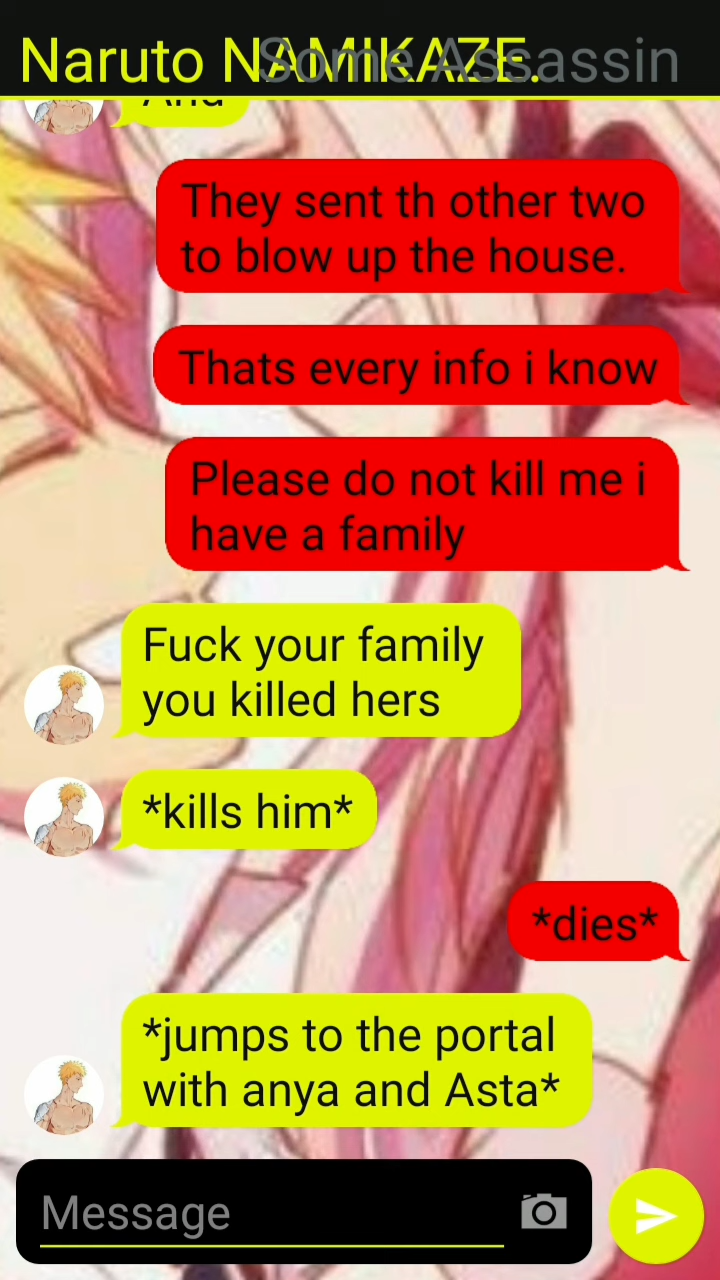 Naruto NAMIKAZE.
Some Assassin
And
They sent th other two
to blow up the house.
Thats every info i know
Please do not kill me i
have a family
Fuck your family
you killed hers
*kills him*
*dies*
*jumps to the portal
with anya and Asta*
Message